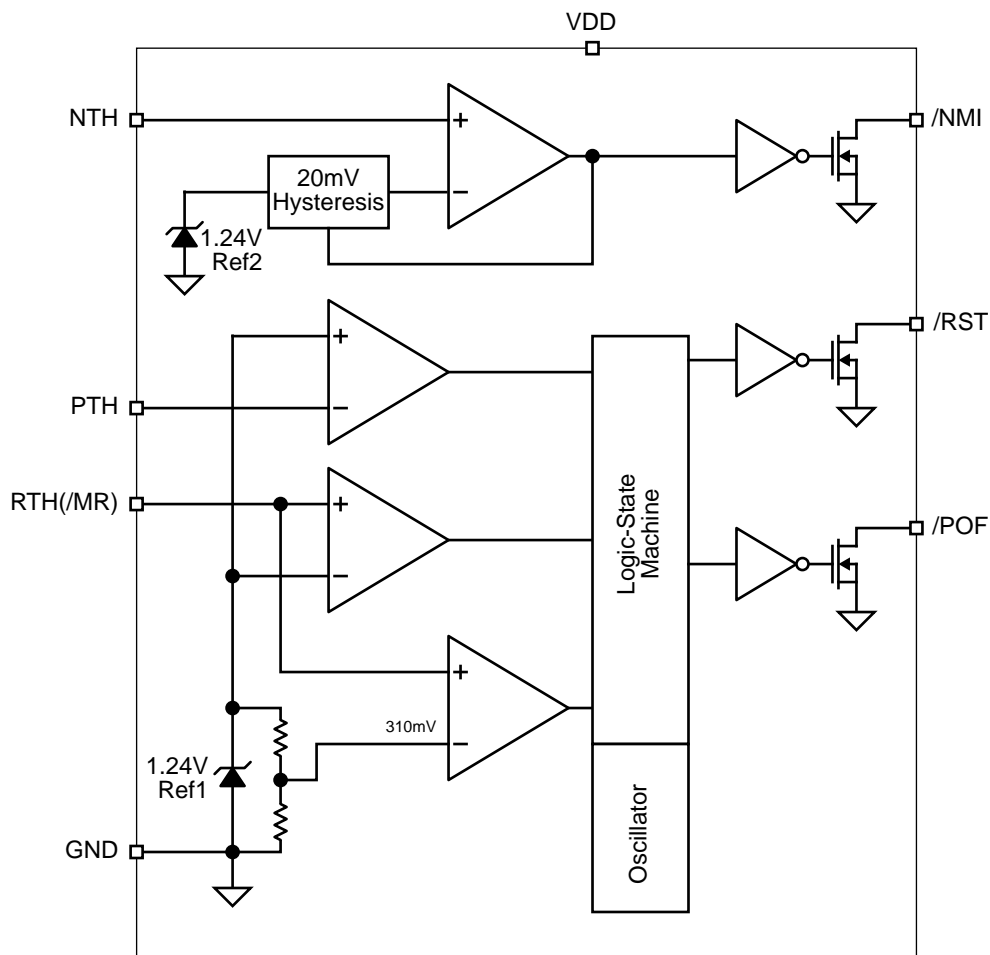 VDD
NTH
+
/NMI
20mV
Hysteresis
−
1.24V
Ref2
/RST
+
PTH
−
RTH(/MR)
+
/POF
−
Logic-State
Machine
+
310mV
−
1.24V
Ref1
GND
Oscillator